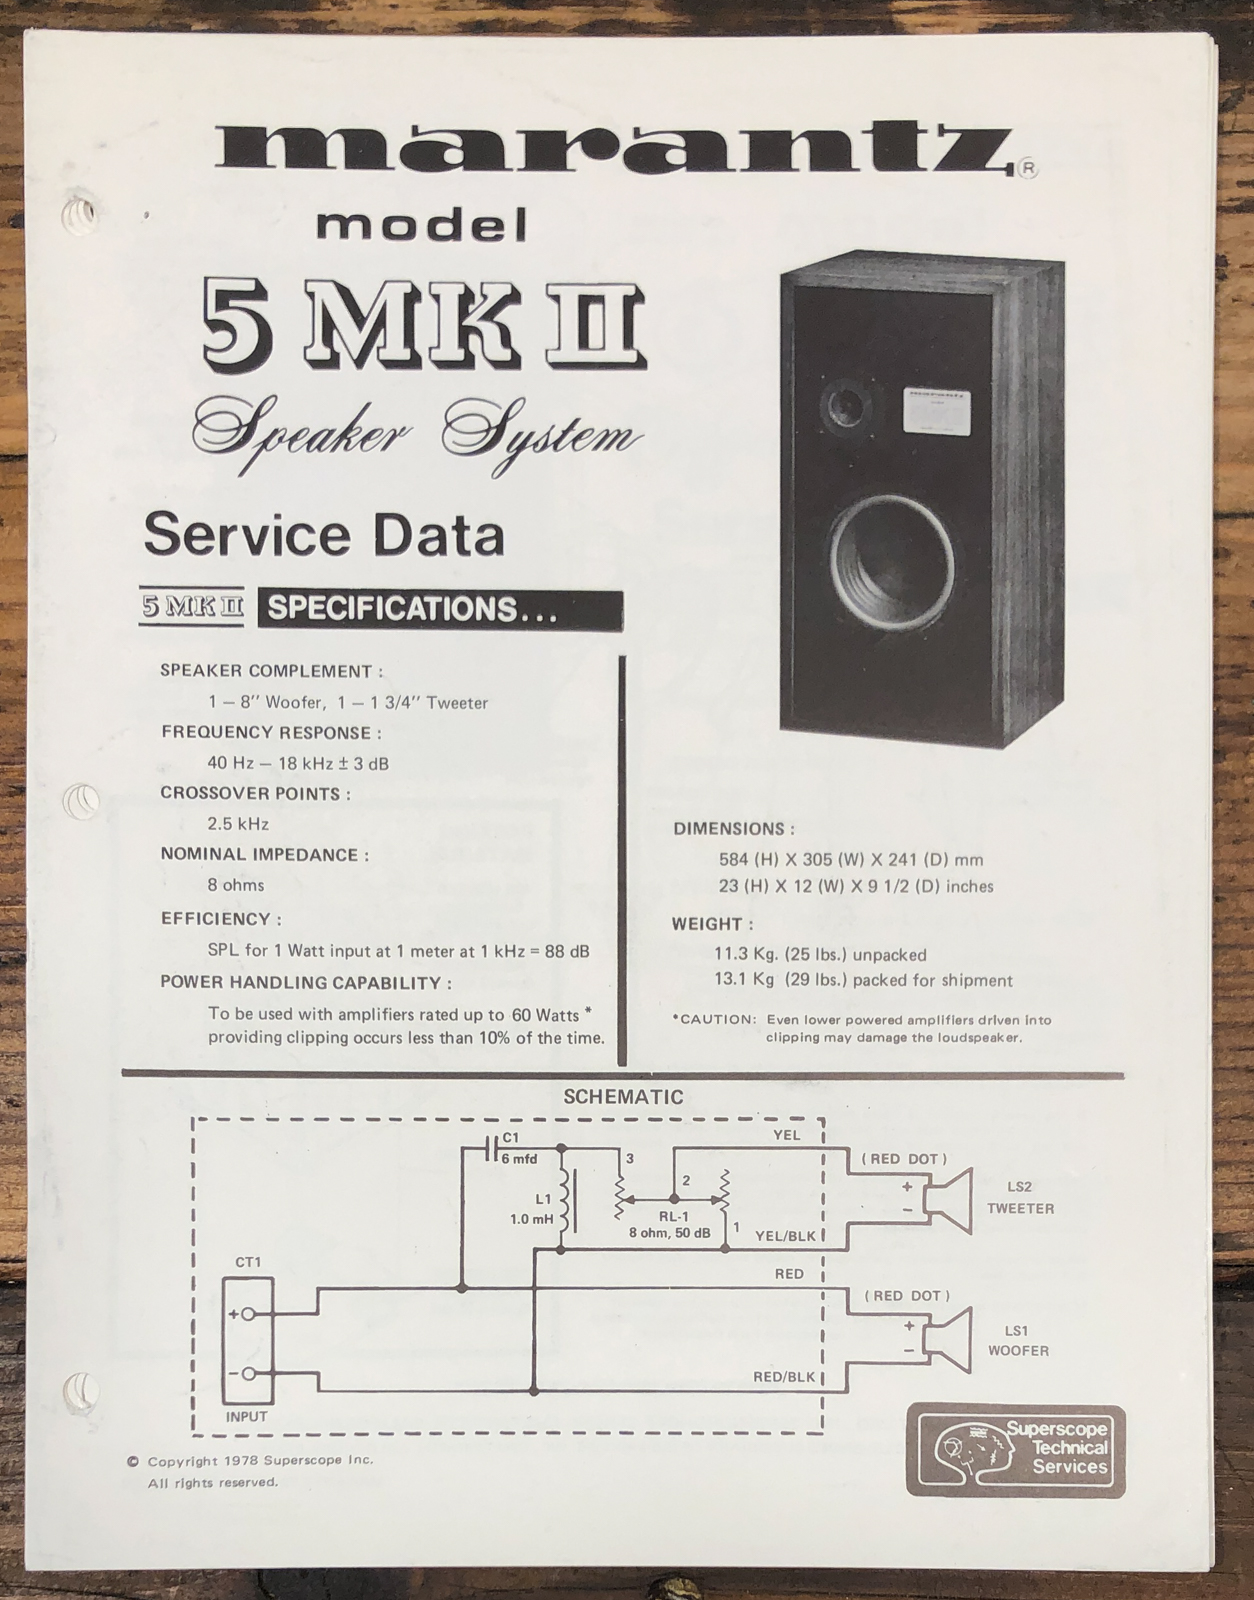 marantz®
model
5 MK II
Speaker System
Service Data
5 MK II SPECIFICATIONS...
SPEAKER COMPLEMENT :
1 – 8″ Woofer, 1 – 1 3/4″ Tweeter
FREQUENCY RESPONSE :
40 Hz – 18 kHz ± 3 dB
CROSSOVER POINTS :
2.5 kHz
NOMINAL IMPEDANCE :
8 ohms
EFFICIENCY :
SPL for 1 Watt input at 1 meter at 1 kHz = 88 dB
POWER HANDLING CAPABILITY :
To be used with amplifiers rated up to 60 Watts *
providing clipping occurs less than 10% of the time.
marantz
DIMENSIONS :
584 (H) X 305 (W) X 241 (D) mm
23 (H) X 12 (W) X 9 1/2 (D) inches
WEIGHT :
11.3 Kg. (25 lbs.) unpacked
13.1 Kg (29 lbs.) packed for shipment
*CAUTION: Even lower powered amplifiers driven into
clipping may damage the loudspeaker.
SCHEMATIC
C1
6 mfd
L1
1.0 mH
3
2
RL-1
8 ohm, 50 dB
1
YEL
YEL/BLK
(RED DOT)
+
–
LS2
TWEETER
CT1
+
–
INPUT
RED
RED/BLK
(RED DOT)
+
–
LS1
WOOFER
Superscope
Technical
Services
© Copyright 1978 Superscope Inc.
All rights reserved.